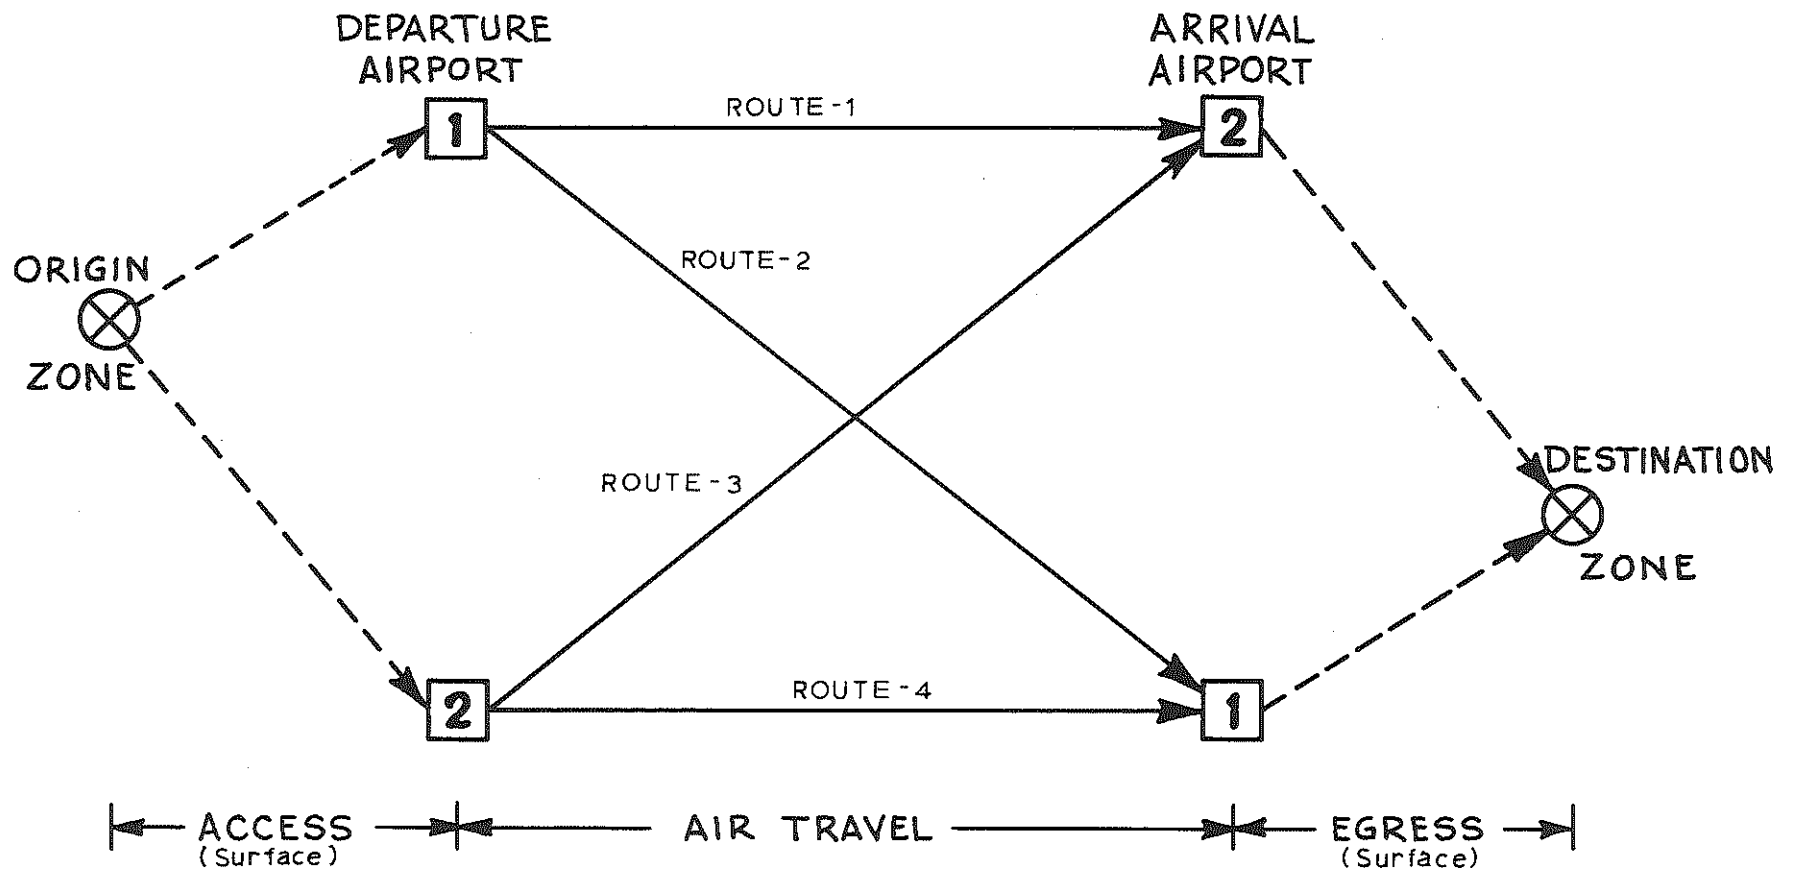 DEPARTURE
AIRPORT
ARRIVAL
AIRPORT
1
ROUTE-1
2
ROUTE-2
ORIGIN
ZONE
ROUTE-3
DESTINATION
ZONE
2
ROUTE-4
1
ACCESS
(Surface)
AIR TRAVEL
EGRESS
(Surface)